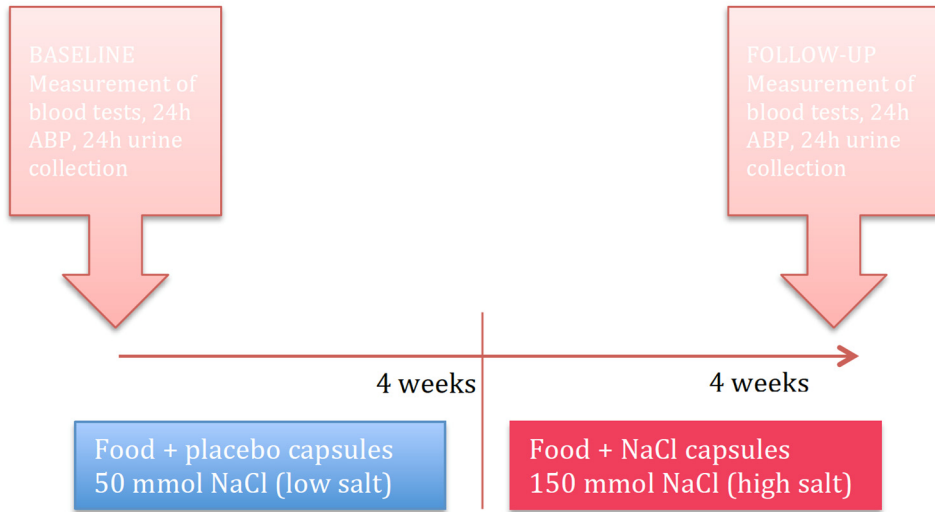 BASELINE
Measurement of
blood tests, 24h
ABP, 24h urine
collection
FOLLOW-UP
Measurement of
blood tests, 24h
ABP, 24h urine
collection
4 weeks
4 weeks
Food + placebo capsules
50 mmol NaCl (low salt)
Food + NaCl capsules
150 mmol NaCl (high salt)